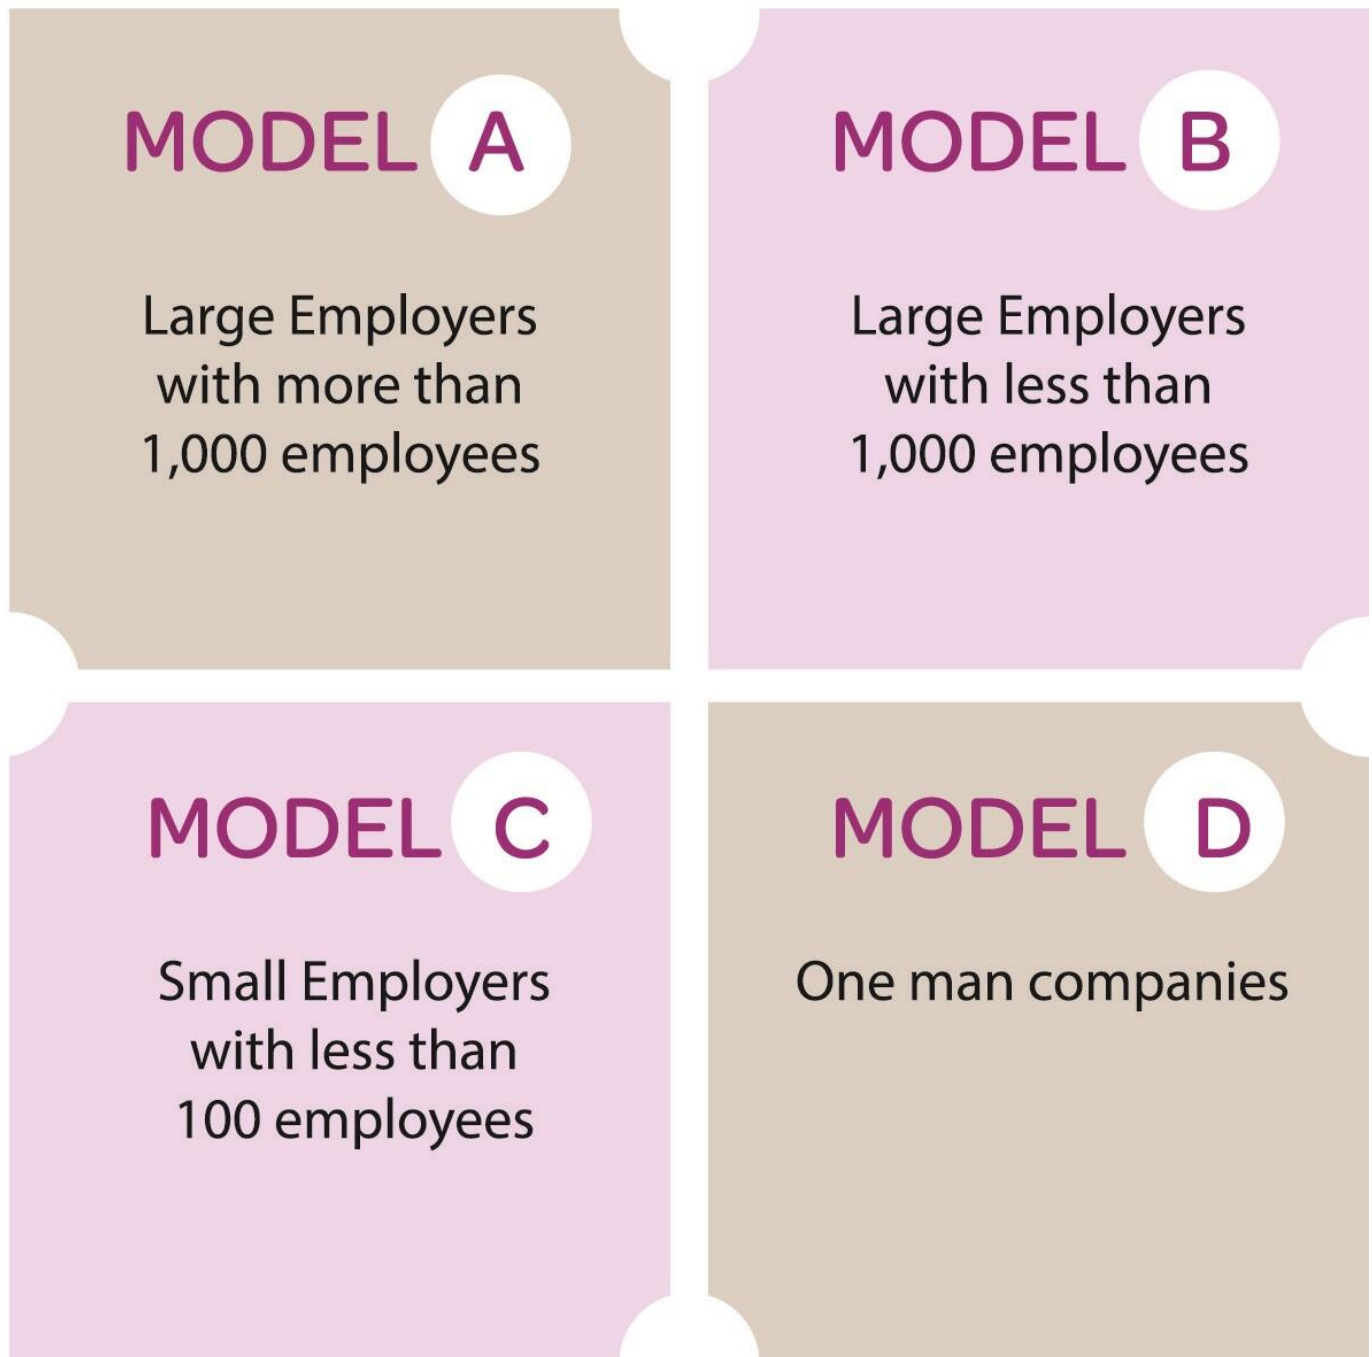 MODEL A
Large Employers
with more than
1,000 employees
MODEL B
Large Employers
with less than
1,000 employees
MODEL C
Small Employers
with less than
100 employees
MODEL D
One man companies